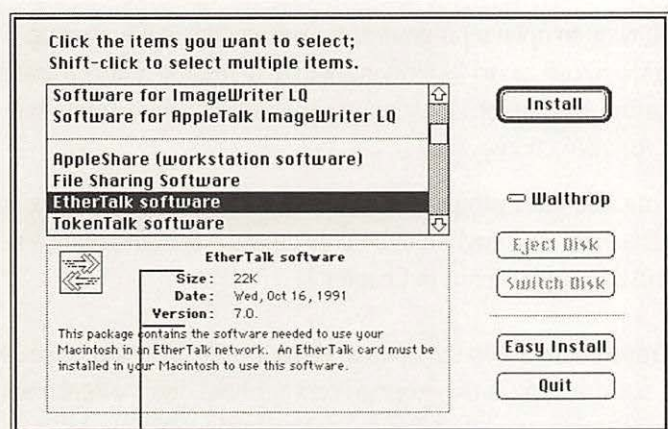 Click the items you want to select;
Shift-click to select multiple items.
Software for ImageWriter LQ
Software for AppleTalk ImageWriter LQ
AppleShare (workstation software)
File Sharing Software
EtherTalk software
TokenTalk software
EtherTalk software
Size: 22K
Date: Wed, Oct 16, 1991
Version: 7.0.
This package contains the software needed to use your
Macintosh in an EtherTalk network. An EtherTalk card must be
installed in your Macintosh to use this software.
Install
Walthrop
Eject Disk
Switch Disk
Easy Install
Quit